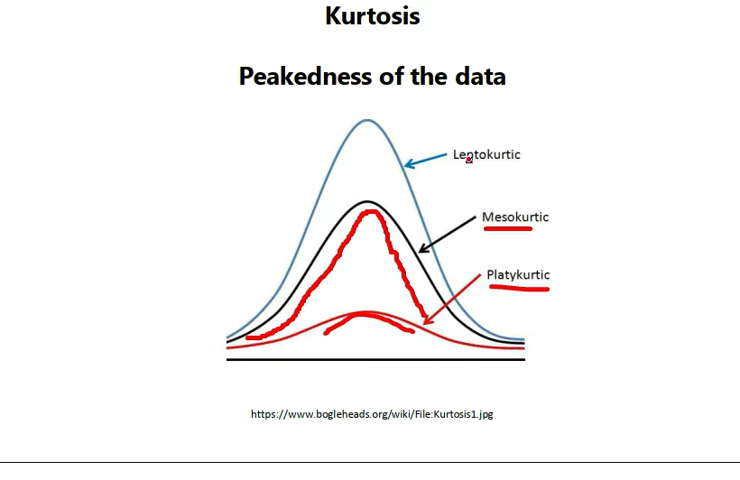 Kurtosis
Peakedness of the data
Leptokurtic
Mesokurtic
Platykurtic
https://www.bogleheads.org/wiki/File:Kurtosis1.jpg